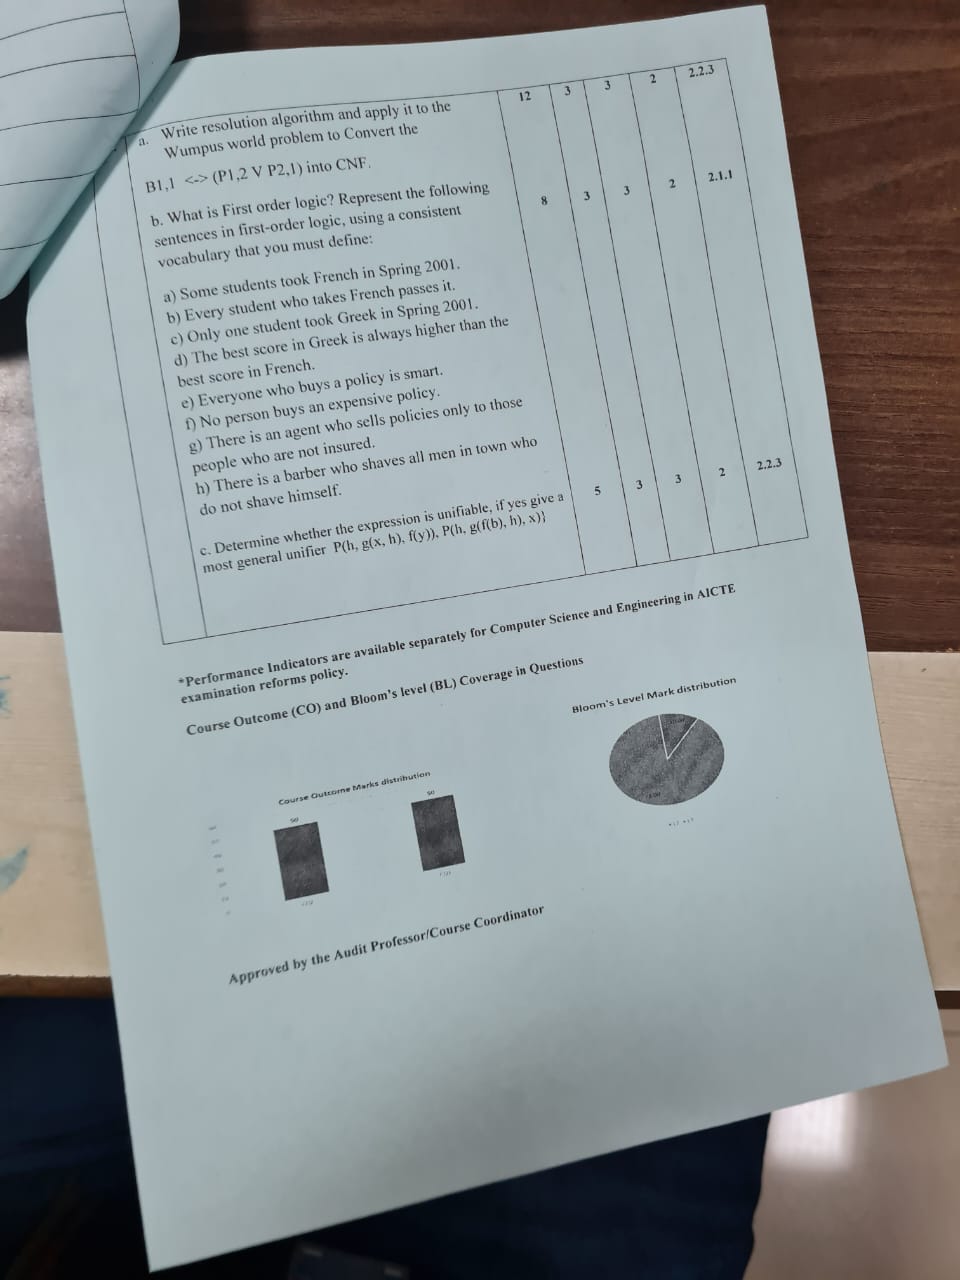 a. Write resolution algorithm and apply it to the
Wumpus world problem to Convert the
B1,1 <-> (P1,2 V P2,1) into CNF.
12 3 3 2 2.2.3
b. What is First order logic? Represent the following
sentences in first-order logic, using a consistent
vocabulary that you must define:
8 3 3 2 2.1.1
a) Some students took French in Spring 2001.
b) Every student who takes French passes it.
c) Only one student took Greek in Spring 2001.
d) The best score in Greek is always higher than the
best score in French.
e) Everyone who buys a policy is smart.
f) No person buys an expensive policy.
g) There is an agent who sells policies only to those
people who are not insured.
h) There is a barber who shaves all men in town who
do not shave himself.
c. Determine whether the expression is unifiable, if yes give a
most general unifier P(h, g(x, h), f(y)), P(h, g(f(b), h), x)}
5 3 3 2 2.2.3
*Performance Indicators are available separately for Computer Science and Engineering in AICTE
examination reforms policy.
Course Outcome (CO) and Bloom's level (BL) Coverage in Questions
Course Outcome Marks distribution
50
50
Bloom's Level Mark distribution
Approved by the Audit Professor/Course Coordinator